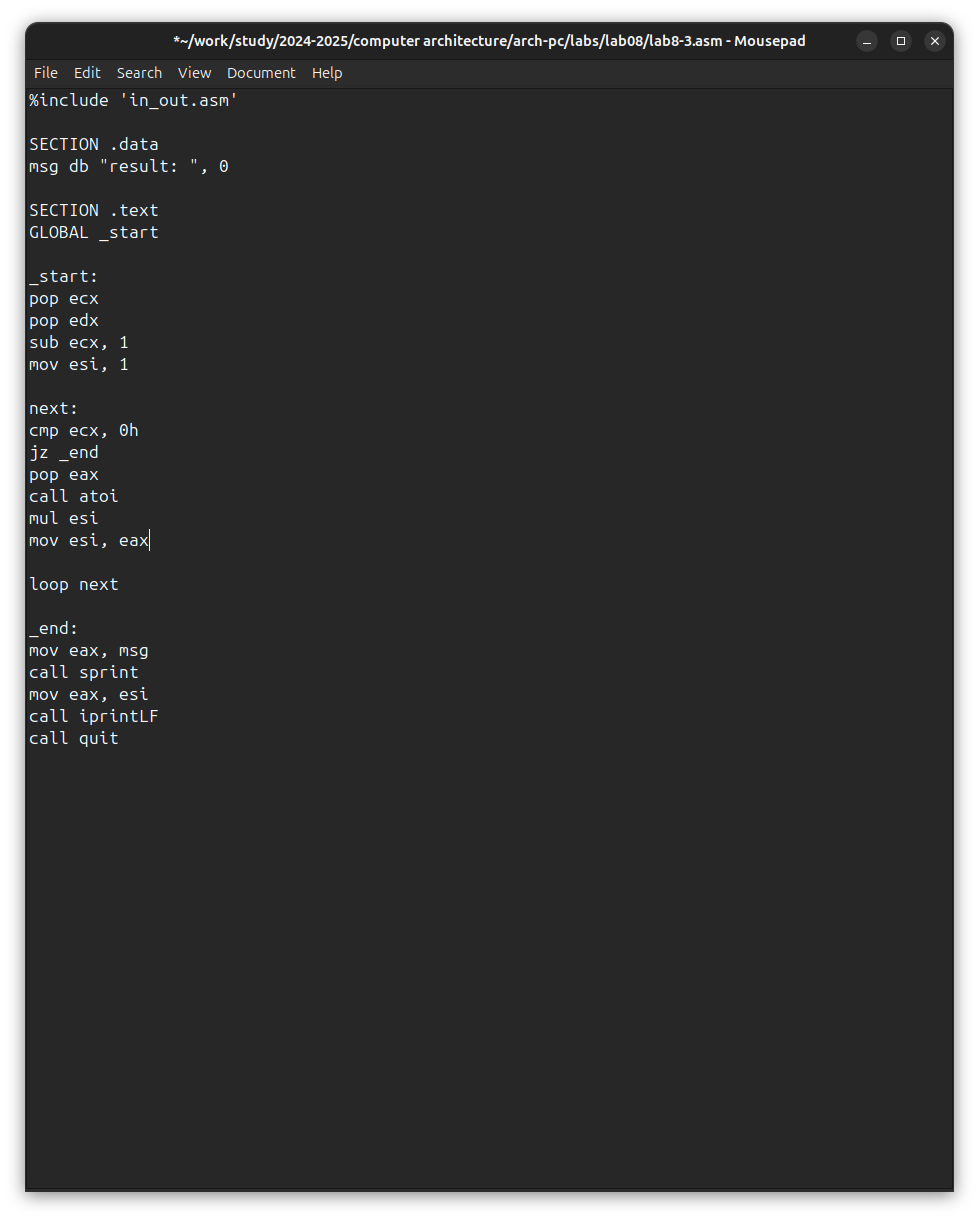 *~/work/study/2024-2025/computer architecture/arch-pc/labs/lab08/lab8-3.asm - Mousepad
File Edit Search View Document Help
%include 'in_out.asm'
SECTION .data
msg db "result: ", 0
SECTION .text
GLOBAL _start
_start:
pop ecx
pop edx
sub ecx, 1
mov esi, 1
next:
cmp ecx, 0h
jz _end
pop eax
call atoi
mul esi
mov esi, eax
loop next
_end:
mov eax, msg
call sprint
mov eax, esi
call iprintLF
call quit